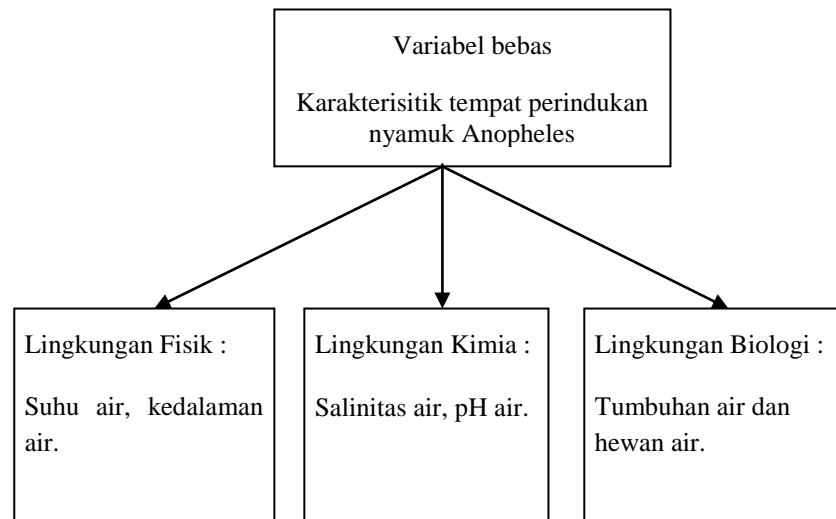 Variabel bebas
Karakterisitik tempat perindukan
nyamuk Anopheles
Lingkungan Fisik :
Suhu air, kedalaman
air.
Lingkungan Kimia :
Salinitas air, pH air.
Lingkungan Biologi :
Tumbuhan air dan
hewan air.